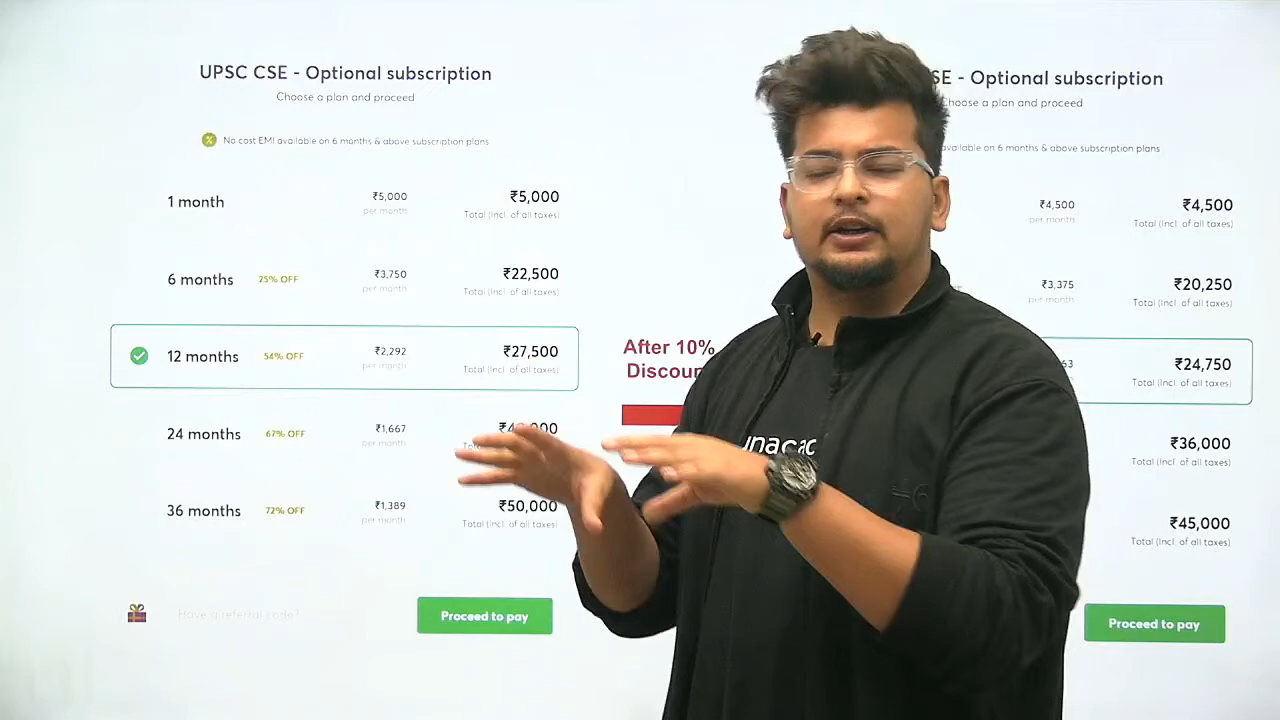 UPSC CSE - Optional subscription
Choose a plan and proceed
No cost EMI available on 6 months & above subscription plans
1 month ₹5,000 ₹5,000
per month Total (Incl. of all taxes)
6 months 25% OFF ₹3,750 ₹22,500
per month Total (Incl. of all taxes)
12 months 54% OFF ₹2,292 ₹27,500
per month Total (Incl. of all taxes)
24 months 67% OFF ₹1,667
per month
36 months 72% OFF ₹1,389 ₹50,000
per month Total (Incl. of all taxes)
Have a referral code?
Proceed to pay
After 10%
SE - Optional subscription
Choose a plan and proceed
available on 6 months & above subscription plans
₹4,500 ₹4,500
per month Total (Incl. of all taxes)
₹3,375 ₹20,250
per month Total (Incl. of all taxes)
₹24,750
Total (Incl. of all taxes)
₹36,000
Total (Incl. of all taxes)
₹45,000
Total (Incl. of all taxes)
Proceed to pay